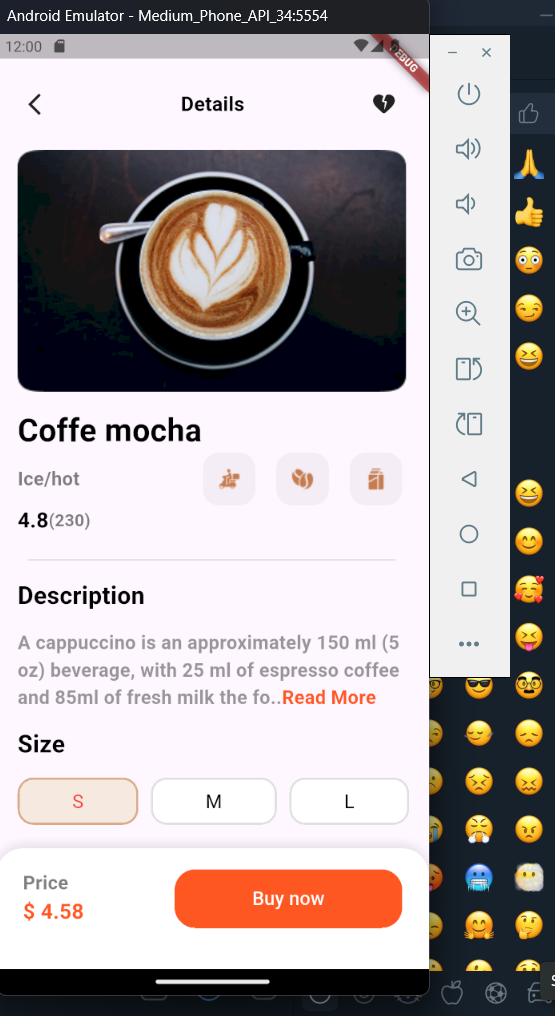 Android Emulator - Medium_Phone_API_34:5554
12:00
DEBUG
Details
Coffe mocha
Ice/hot
4.8(230)
Description
A cappuccino is an approximately 150 ml (5
oz) beverage, with 25 ml of espresso coffee
and 85ml of fresh milk the fo..Read More
Size
S M L
Price
$ 4.58
Buy now